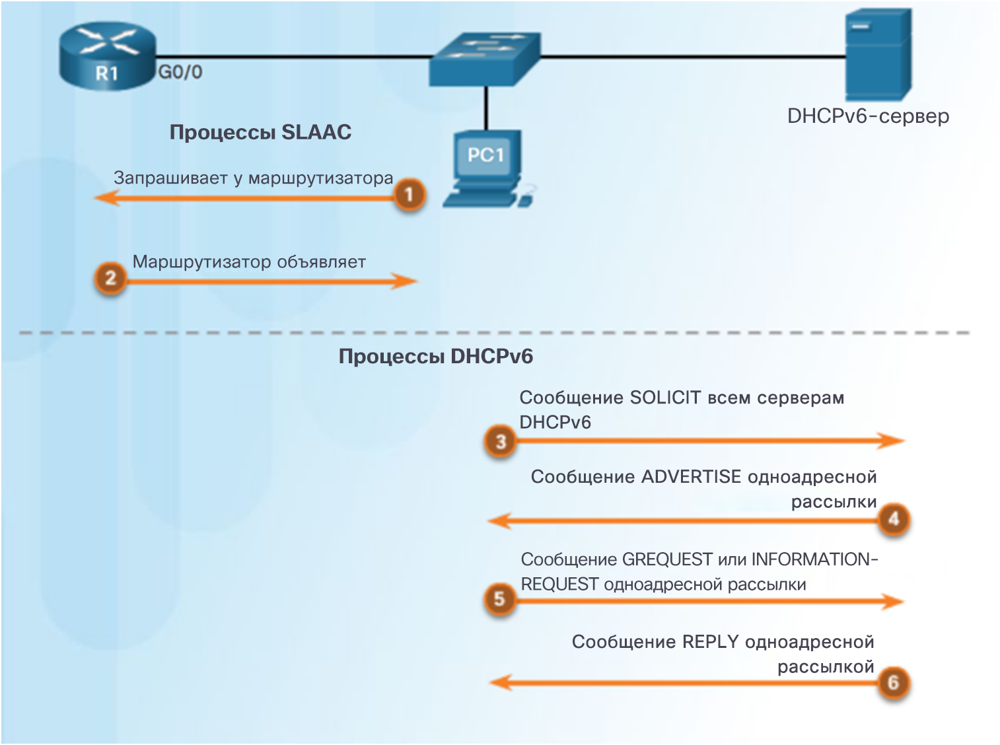 R1
G0/0
DHCPv6-сервер
Процессы SLAAC
PC1
Запрашивает у маршрутизатора
1
Маршрутизатор объявляет
2
Процессы DHCPv6
Сообщение SOLICIT всем серверам
DHCPv6
3
Сообщение ADVERTISE одноадресной
рассылки
4
Сообщение GREQUEST или INFORMATION-
REQUEST одноадресной рассылки
5
Сообщение REPLY одноадресной
рассылкой
6